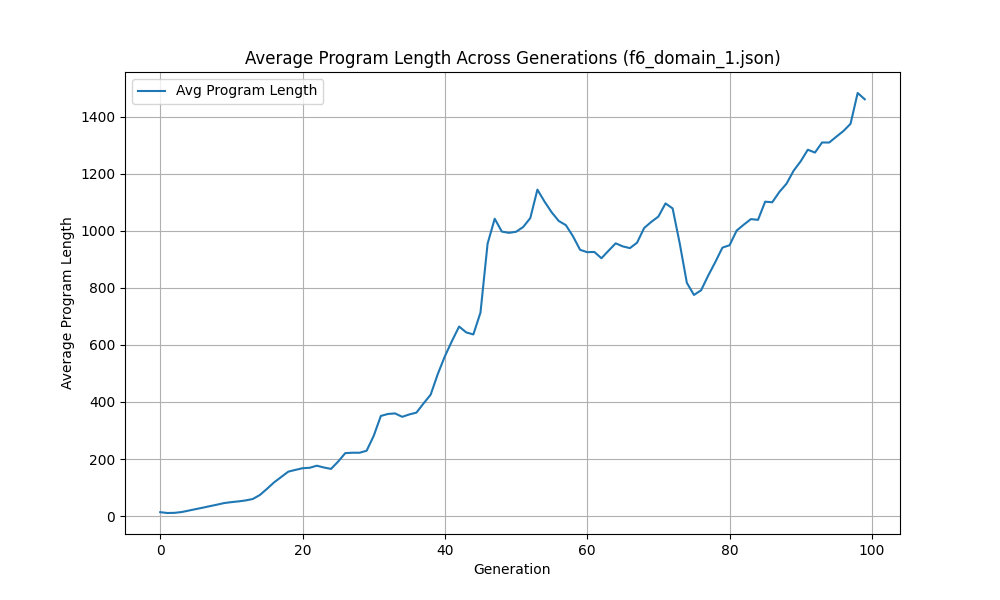 Average Program Length Across Generations (f6_domain_1.json)
Avg Program Length
1400
1200
1000
800
600
400
200
0
Average Program Length
0 20 40 60 80 100
Generation